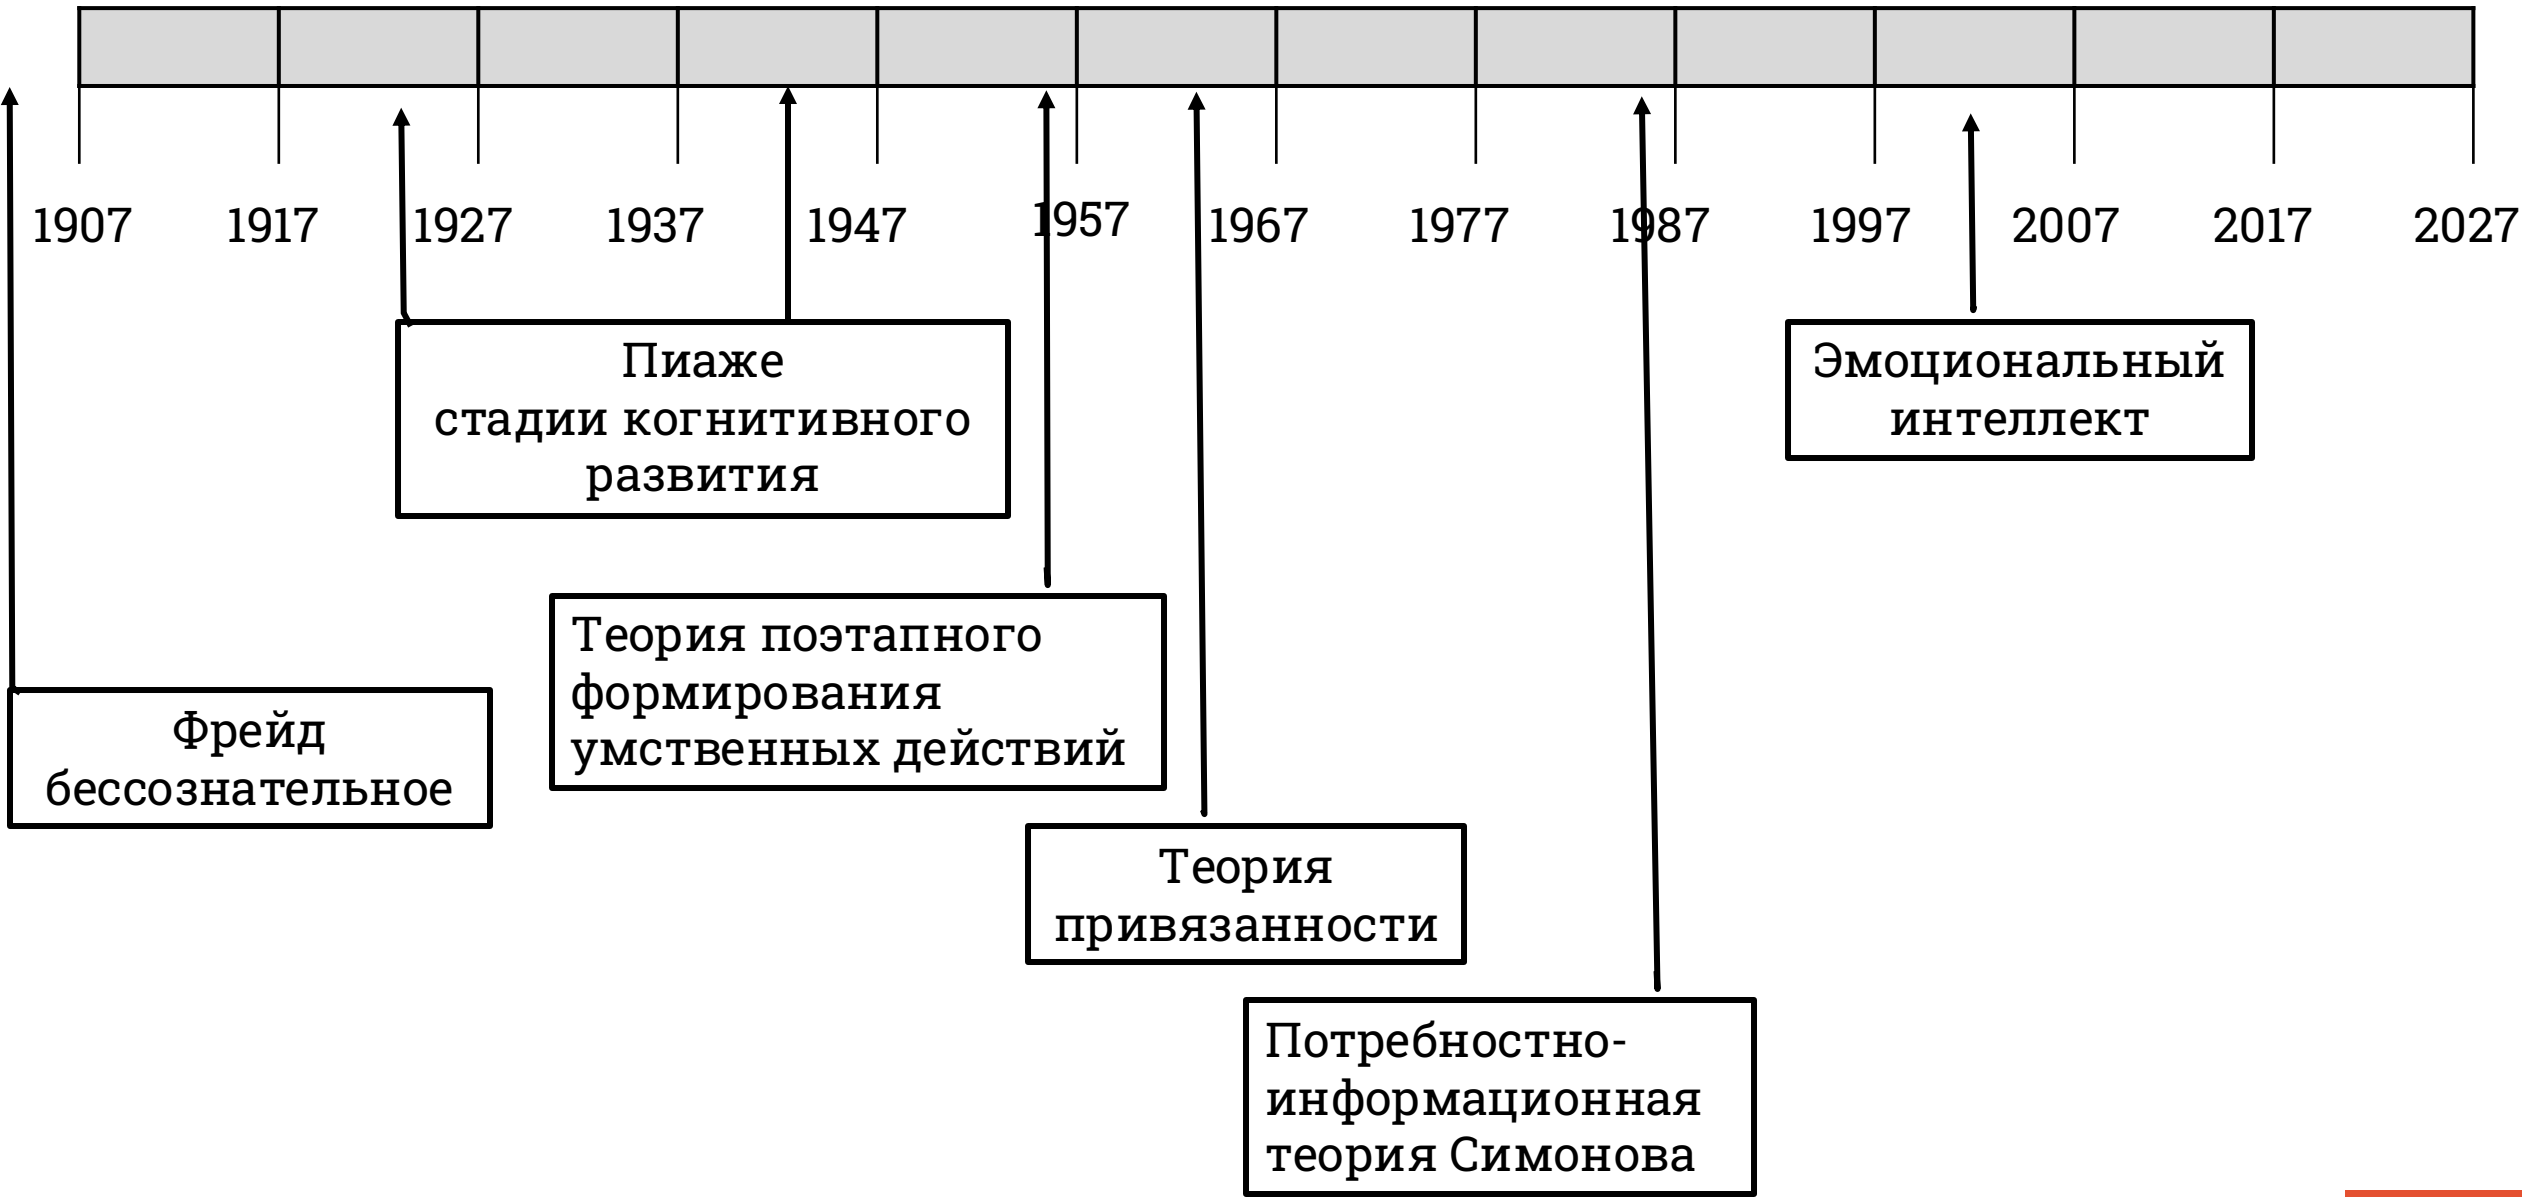 1907 1917 1927 1937 1947 1957 1967 1977 1987 1997 2007 2017 2027
Пиаже
стадии когнитивного
развития
Эмоциональный
интеллект
Теория поэтапного
формирования
умственных действий
Фрейд
бессознательное
Теория
привязанности
Потребностно-
информационная
теория Симонова